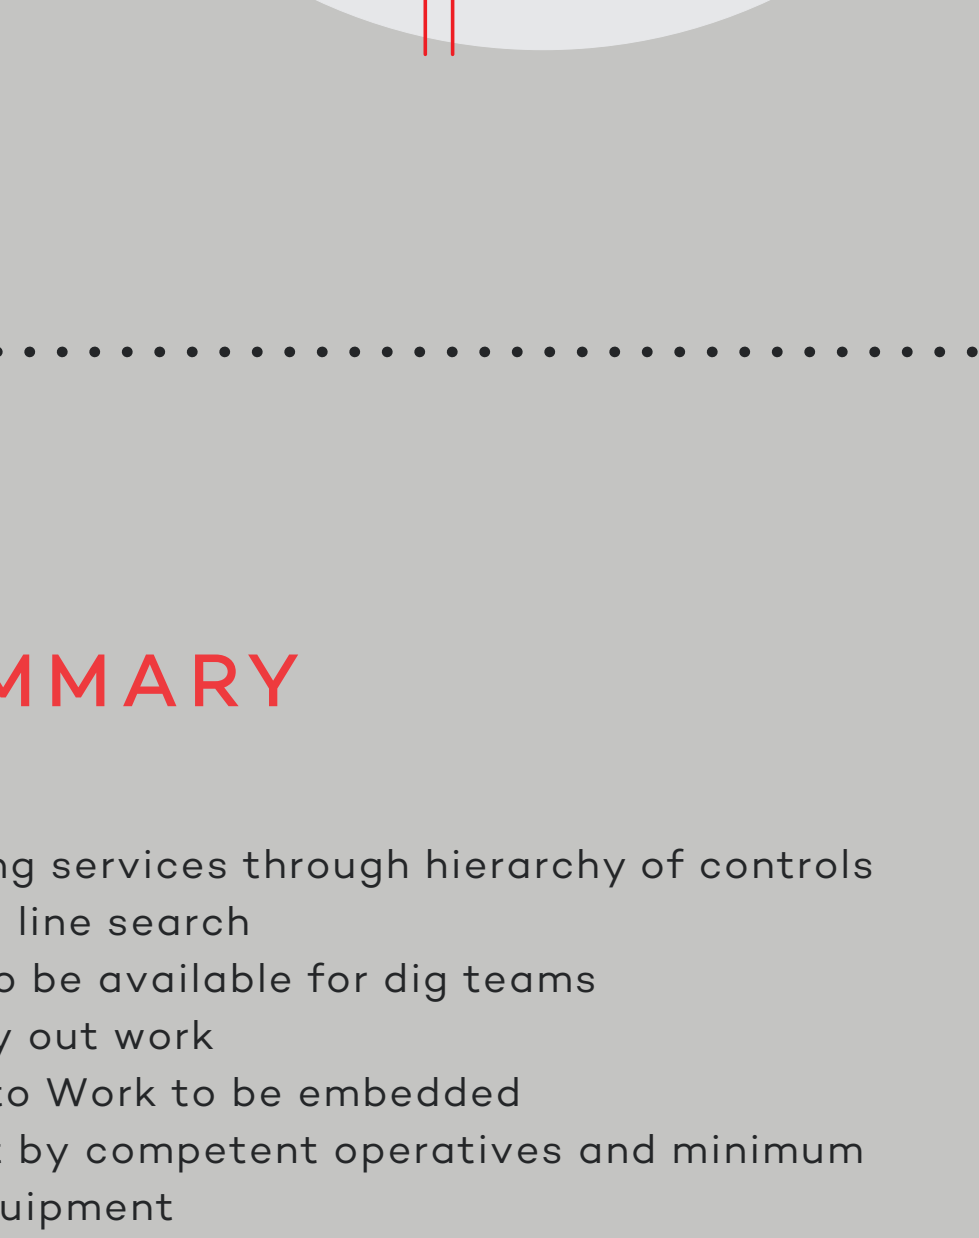 MMARY
ng services through hierarchy of controls
line search
o be available for dig teams
y out work
to Work to be embedded
by competent operatives and minimum
uipment